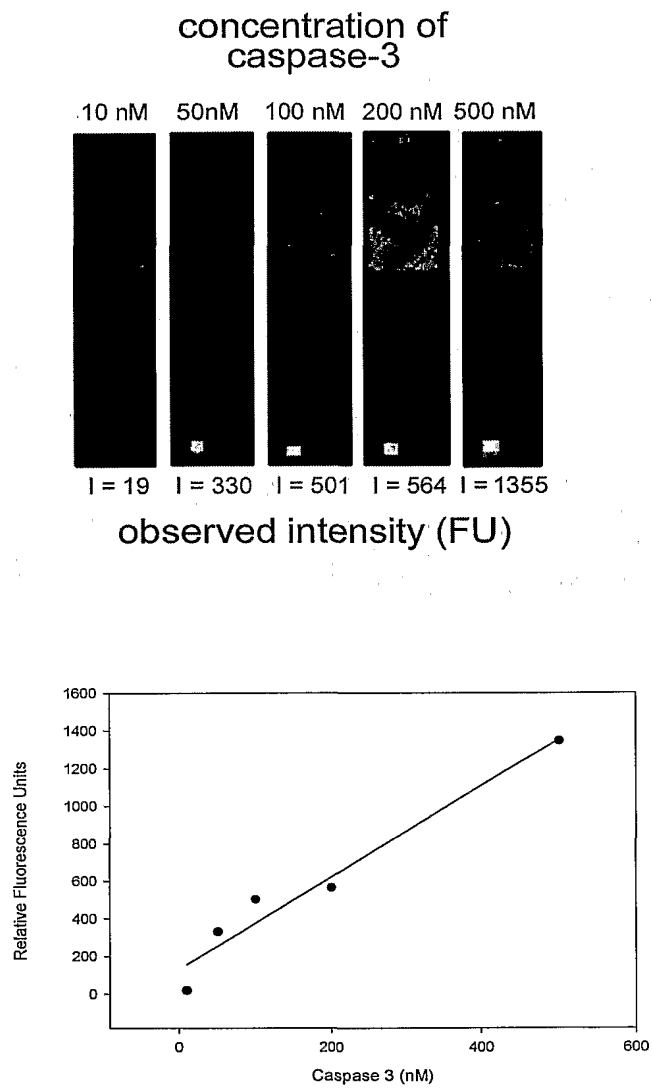 concentration of
caspase-3
10 nM 50nM 100 nM 200 nM 500 nM
I = 19 I = 330 I = 501 I = 564 I = 1355
observed intensity (FU)
1600
1400
1200
1000
800
600
400
200
0
Relative Fluorescence Units
0 200 400 600
Caspase 3 (nM)